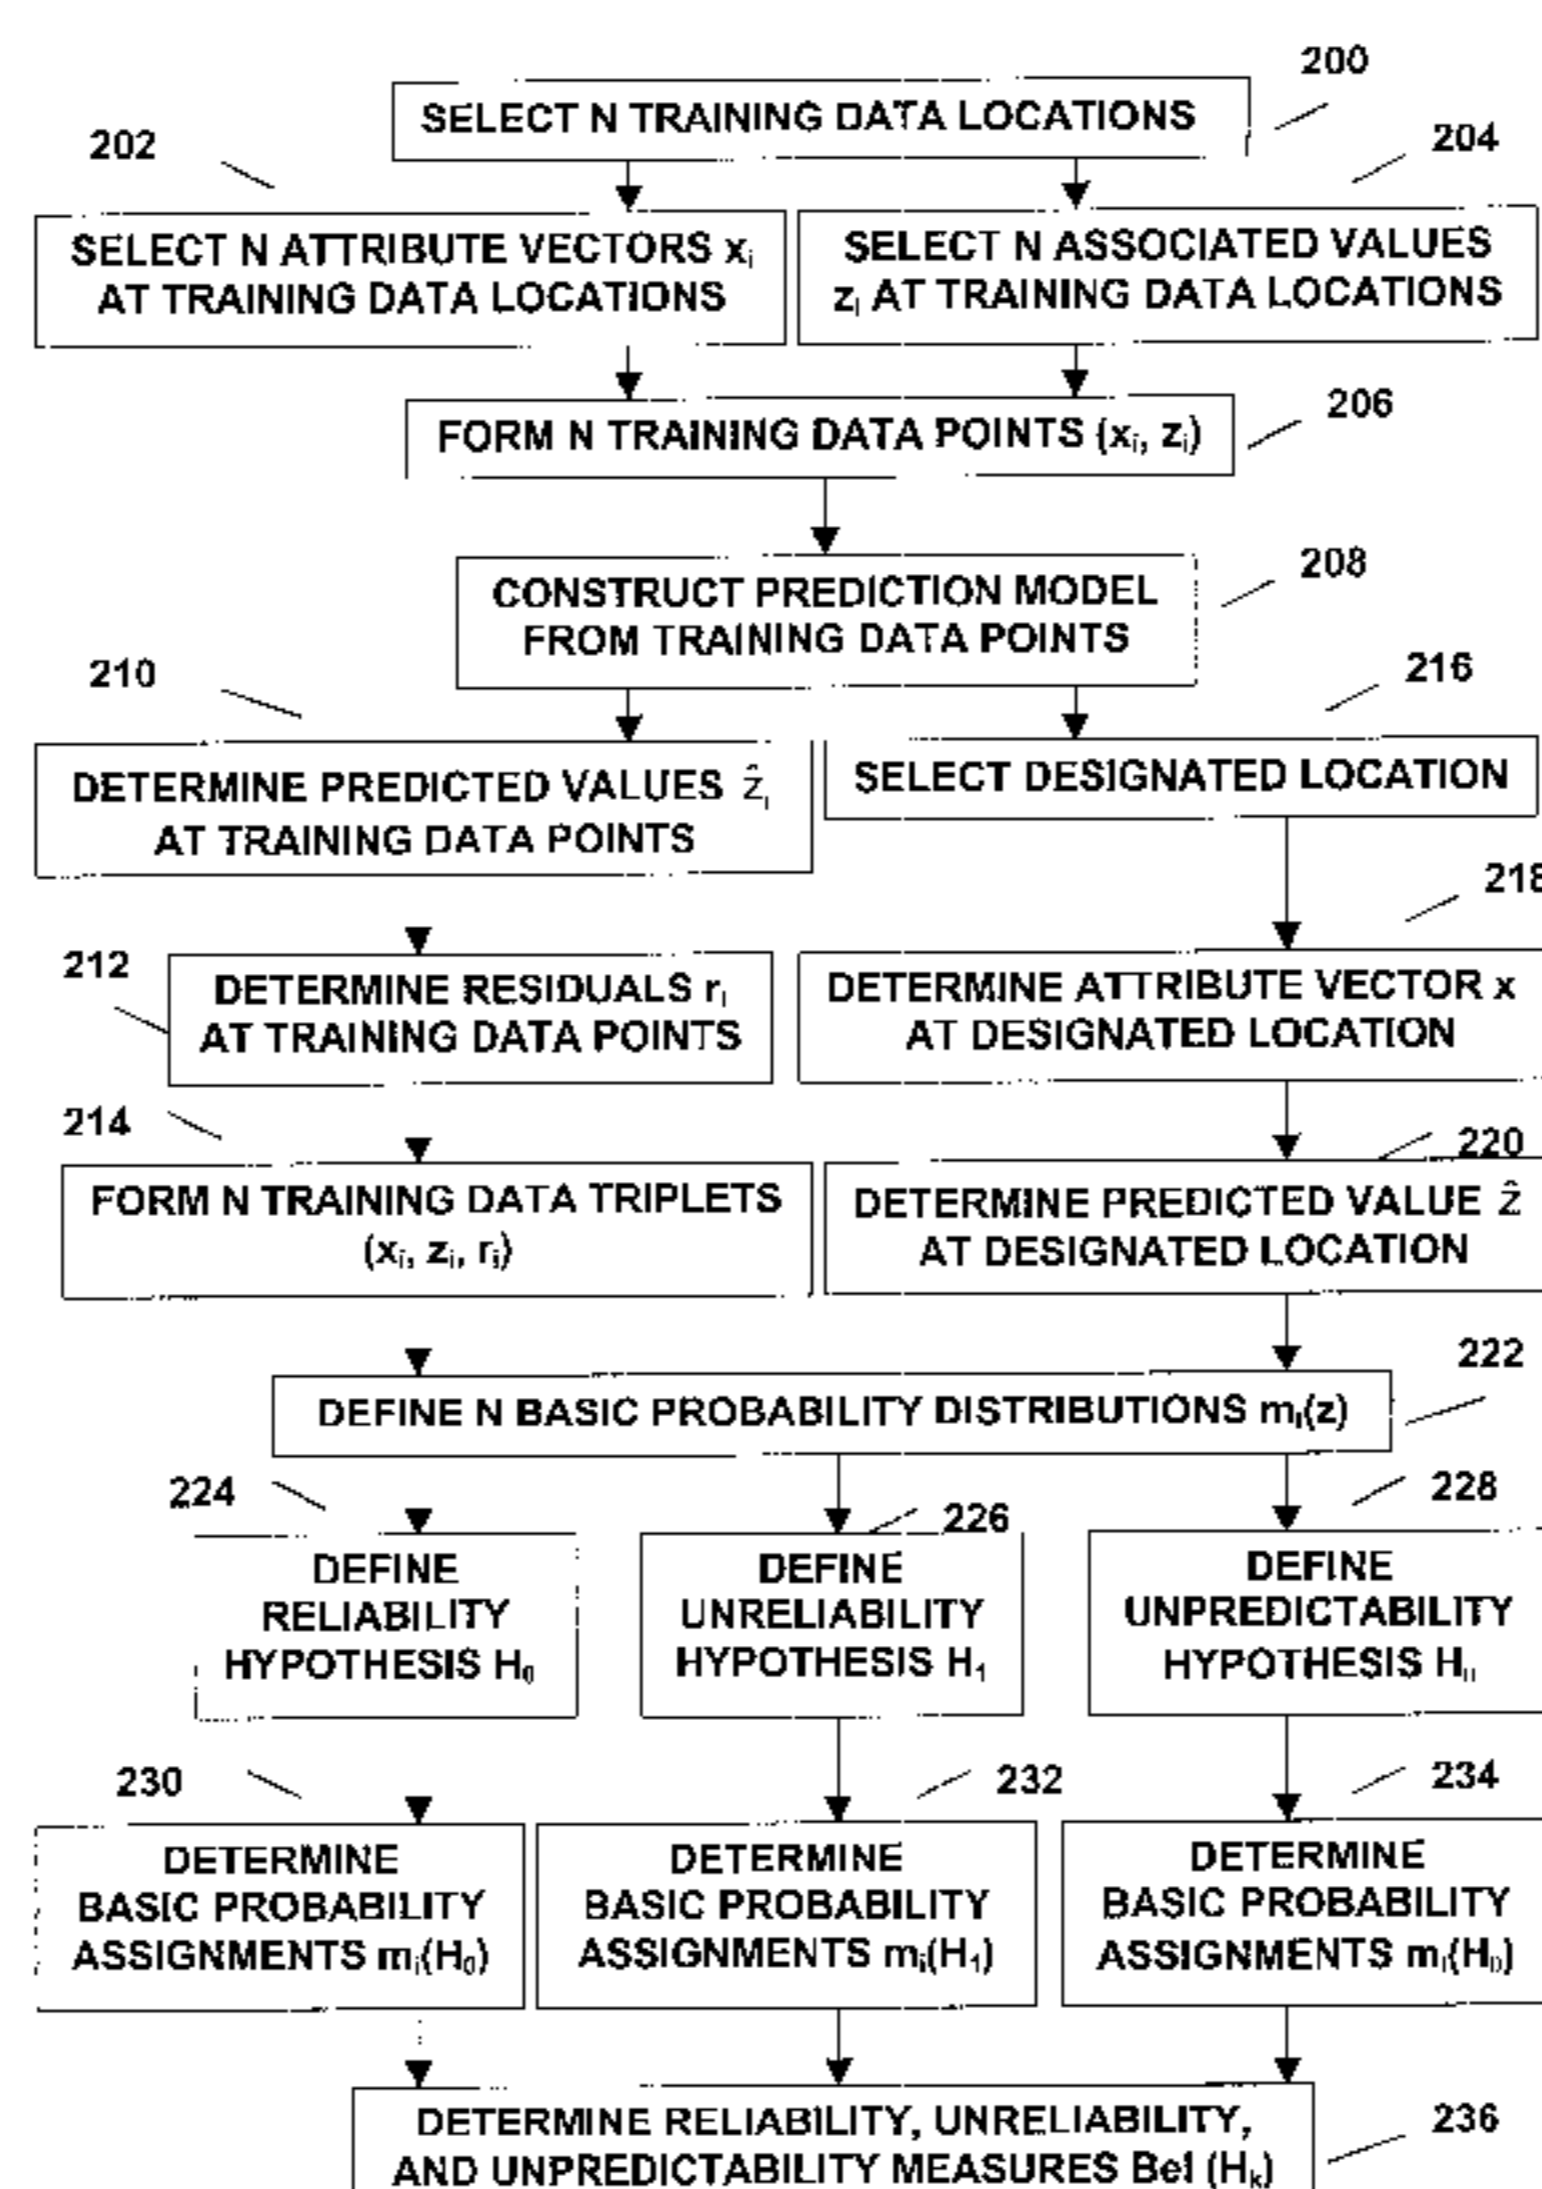 200
SELECT N TRAINING DATA LOCATIONS
202
204
SELECT N ATTRIBUTE VECTORS xᵢ
AT TRAINING DATA LOCATIONS
SELECT N ASSOCIATED VALUES
zᵢ AT TRAINING DATA LOCATIONS
206
FORM N TRAINING DATA POINTS (xᵢ, zᵢ)
208
CONSTRUCT PREDICTION MODEL
FROM TRAINING DATA POINTS
210
216
DETERMINE PREDICTED VALUES ẑᵢ
AT TRAINING DATA POINTS
SELECT DESIGNATED LOCATION
218
212
DETERMINE RESIDUALS rᵢ
AT TRAINING DATA POINTS
DETERMINE ATTRIBUTE VECTOR x
AT DESIGNATED LOCATION
214
220
FORM N TRAINING DATA TRIPLETS
(xᵢ, zᵢ, rᵢ)
DETERMINE PREDICTED VALUE ẑ
AT DESIGNATED LOCATION
222
DEFINE N BASIC PROBABILITY DISTRIBUTIONS mᵢ(z)
224
226
228
DEFINE
RELIABILITY
HYPOTHESIS H₀
DEFINE
UNRELIABILITY
HYPOTHESIS H₁
DEFINE
UNPREDICTABILITY
HYPOTHESIS
230
232
234
DETERMINE
BASIC PROBABILITY
ASSIGNMENTS mᵢ(H₀)
DETERMINE
BASIC PROBABILITY
ASSIGNMENTS mᵢ(H₁)
DETERMINE
BASIC PROBABILITY
ASSIGNMENTS
236
DETERMINE RELIABILITY, UNRELIABILITY,
AND UNPREDICTABILITY MEASURES Bel (Hₖ)